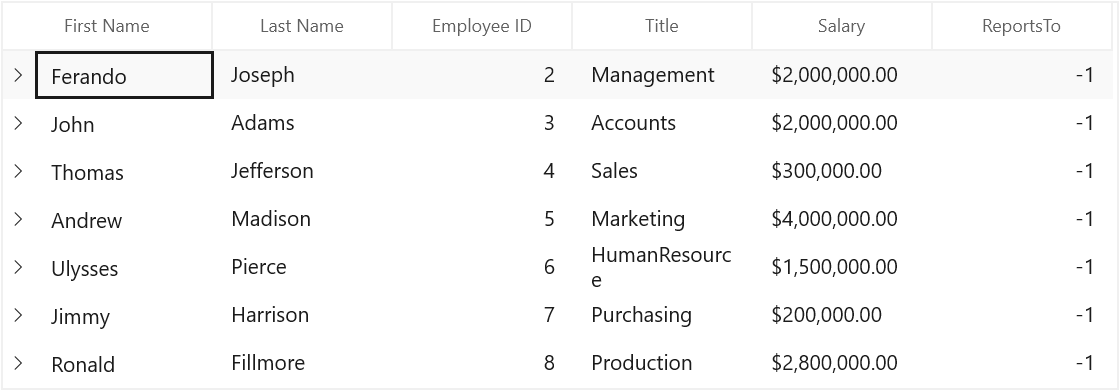 First Name Last Name Employee ID Title Salary ReportsTo
Ferando Joseph 2 Management $2,000,000.00 -1
John Adams 3 Accounts $2,000,000.00 -1
Thomas Jefferson 4 Sales $300,000.00 -1
Andrew Madison 5 Marketing $4,000,000.00 -1
Ulysses Pierce 6 HumanResourc $1,500,000.00 -1
e
Jimmy Harrison 7 Purchasing $200,000.00 -1
Ronald Fillmore 8 Production $2,800,000.00 -1